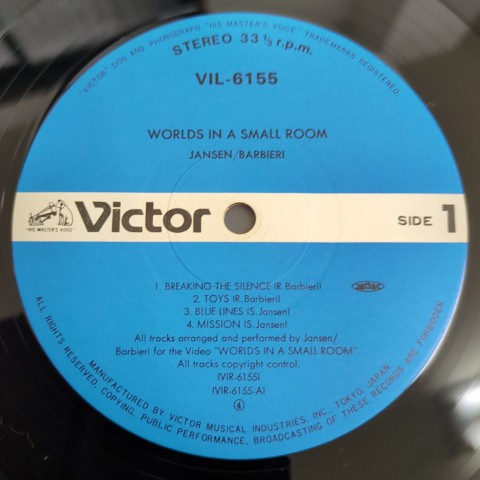 "VICTOR" DOG AND PHONOGRAPH-"HIS MASTER'S VOICE" TRADEMARKS REGISTERED.
STEREO 33 1/3 r.p.m.
VIL-6155
WORLDS IN A SMALL ROOM
JANSEN/BARBIERI
"HIS MASTER'S VOICE"
Victor
SIDE 1
1. BREAKING THE SILENCE (R. Barbieri)
2. TOYS (R. Barbieri)
3. BLUE LINES (S. Jansen)
4. MISSION (S. Jansen)
All tracks arranged and performed by Jansen/
Barbieri for the Video "WORLDS IN A SMALL ROOM".
All tracks copyright control.
(VIR-6155)
(VIR-6155-A)
4
MANUFACTURED BY VICTOR MUSICAL INDUSTRIES, INC., TOKYO, JAPAN
ALL RIGHTS RESERVED. COPYING, PUBLIC PERFORMANCE, BROADCASTING OF THESE RECORDS ARE FORBIDDEN